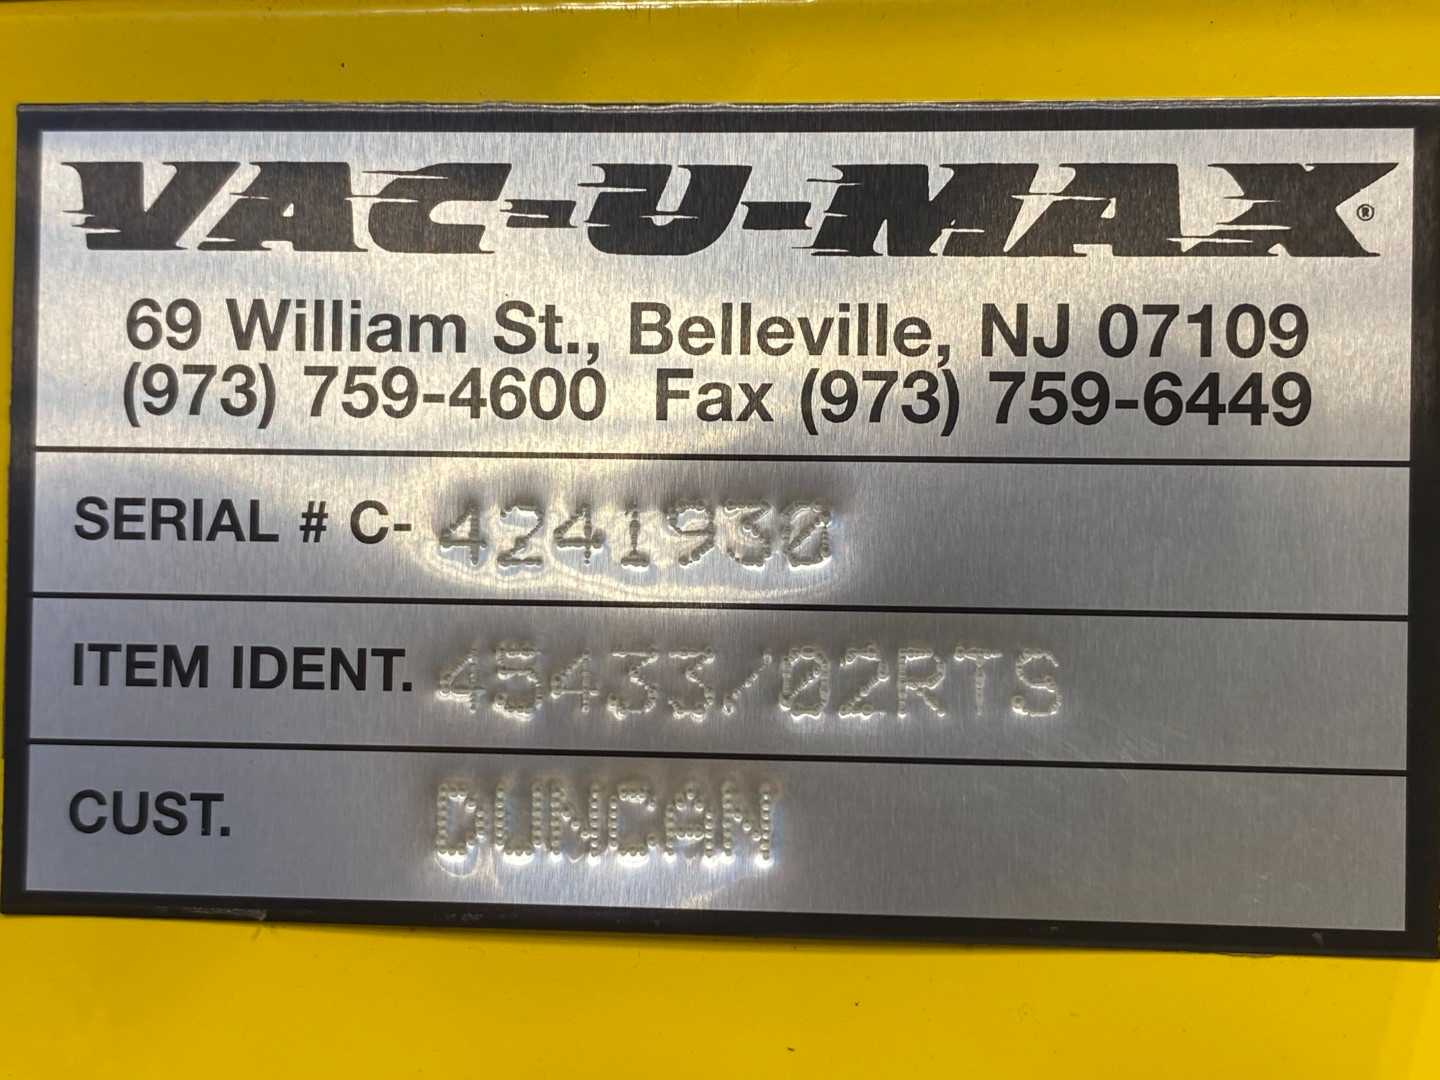 VAC-U-MAX®
69 William St., Belleville, NJ 07109
(973) 759-4600 Fax (973) 759-6449
SERIAL # C- 4241930
ITEM IDENT. 45433/02RTS
CUST. DUNCAN